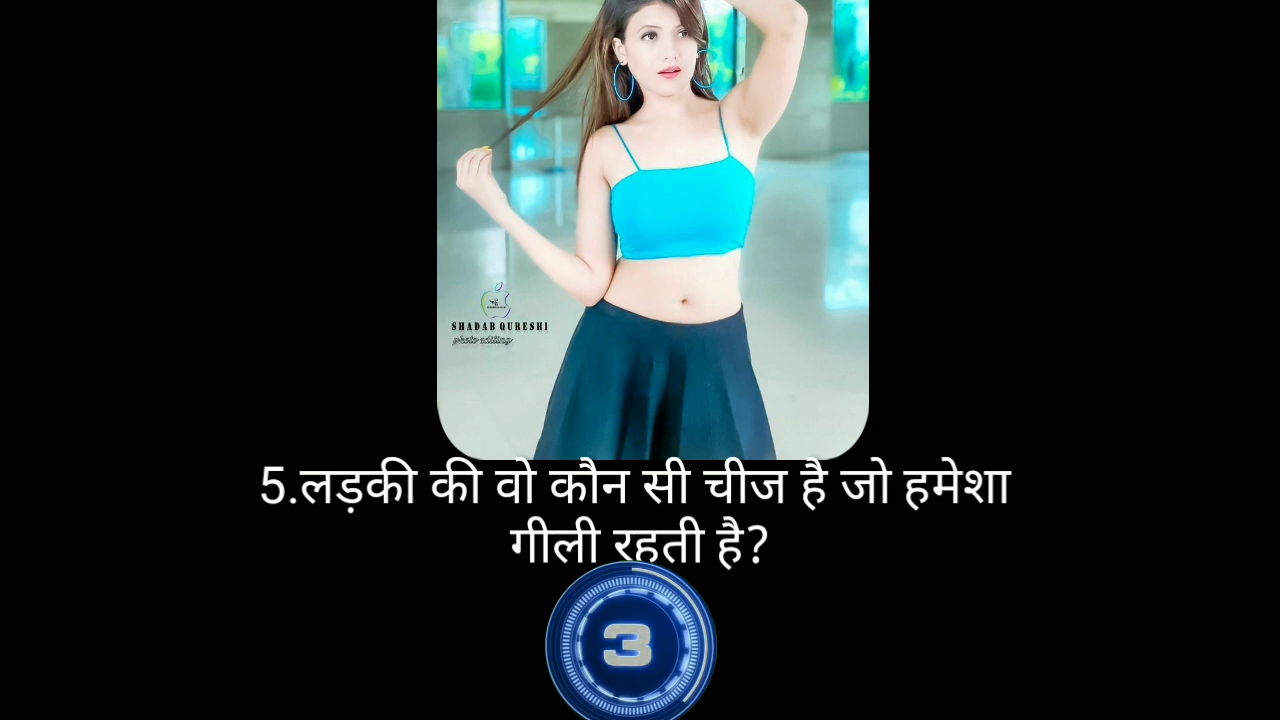 SHADAB QURESHI
photo editing
5.लड़की की वो कौन सी चीज है जो हमेशा
गीली रहती है?
3